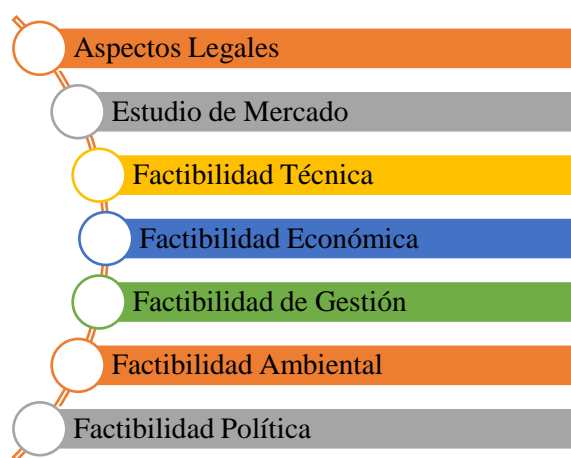 Aspectos Legales
Estudio de Mercado
Factibilidad Técnica
Factibilidad Económica
Factibilidad de Gestión
Factibilidad Ambiental
Factibilidad Política